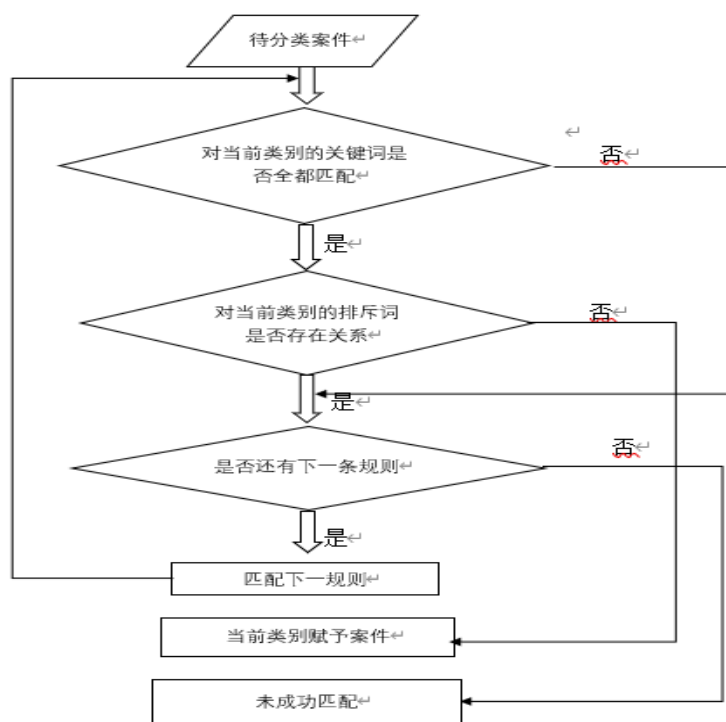 待分类案件
对当前类别的关键词是
否全都匹配
否
是
对当前类别的排斥词
是否存在关系
否
是
是否还有下一条规则
否
是
匹配下一规则
当前类别赋予案件
未成功匹配